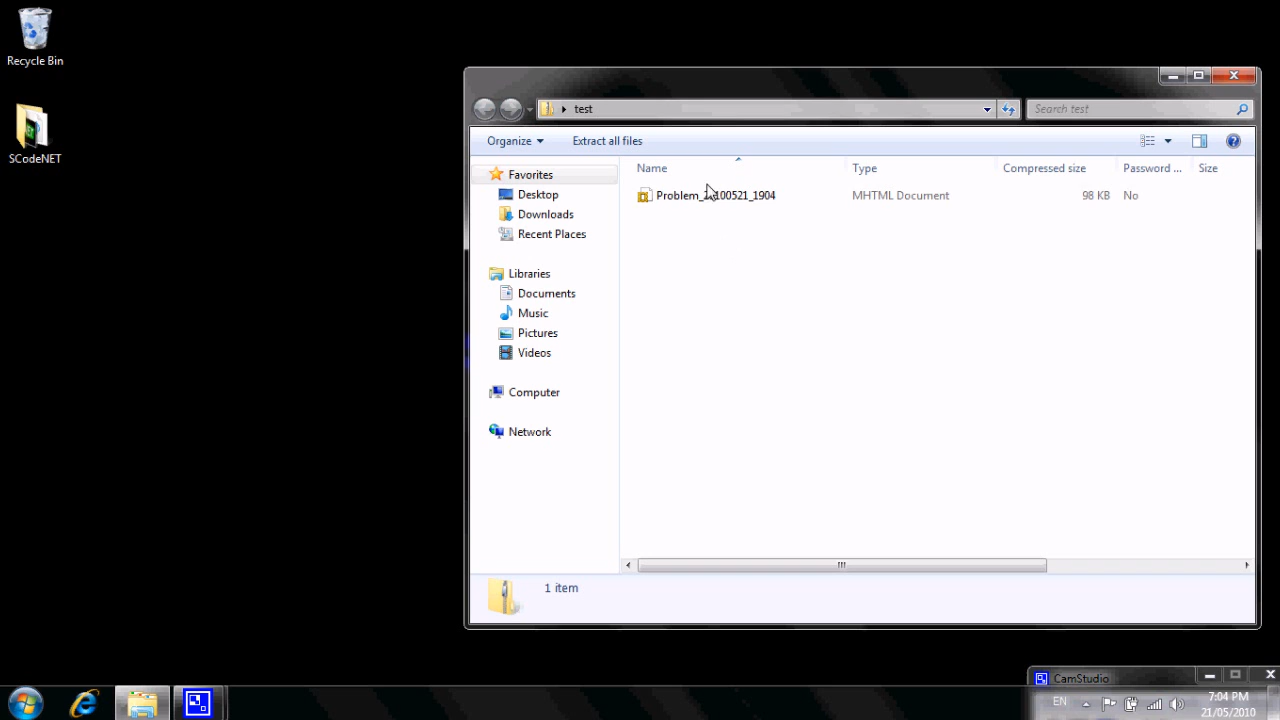 Recycle Bin
SCodeNET
test
Search test
Organize
Extract all files
Name
Type
Compressed size
Password ...
Size
Problem_20100521_1904
MHTML Document
98 KB
No
Favorites
Desktop
Downloads
Recent Places
Libraries
Documents
Music
Pictures
Videos
Computer
Network
1 item
CamStudio
EN
7:04 PM
21/05/2010